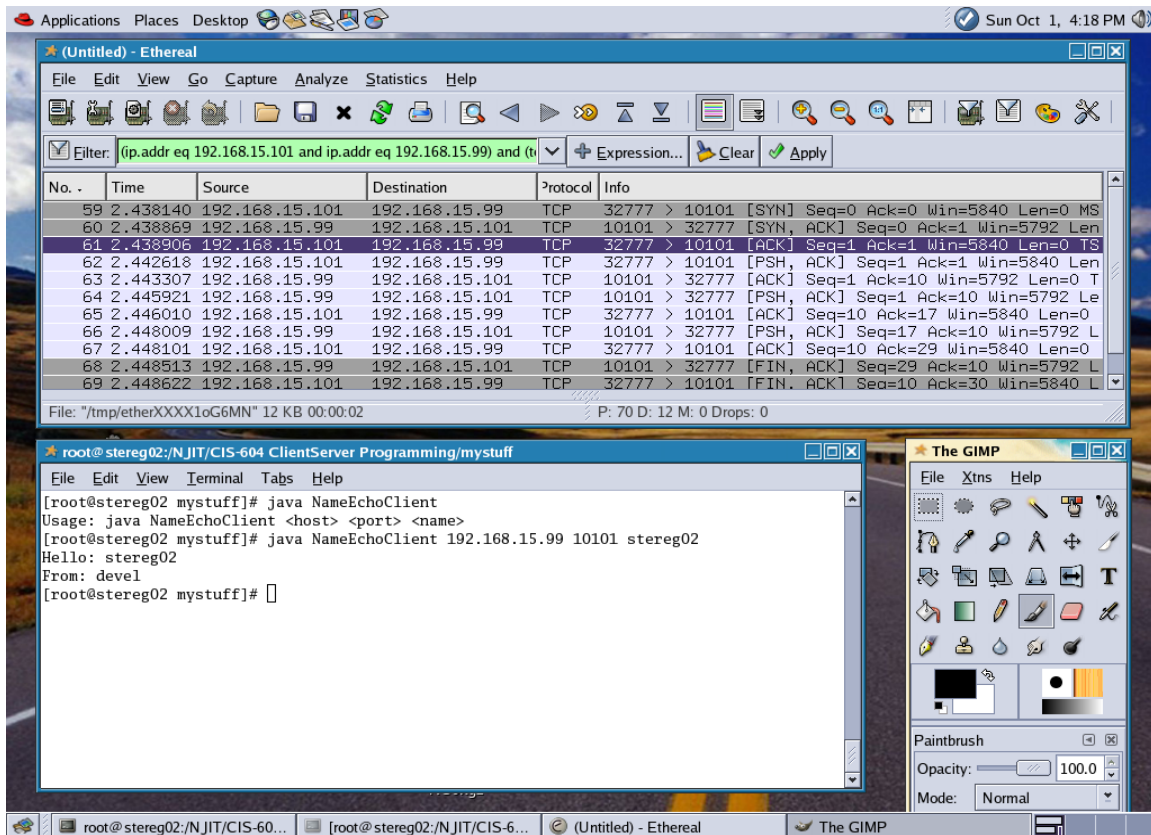 Applications Places Desktop Sun Oct 1, 4:18 PM
(Untitled) - Ethereal
File Edit View Go Capture Analyze Statistics Help
Filter: (ip.addr eq 192.168.15.101 and ip.addr eq 192.168.15.99) and (t Expression... Clear Apply
No. . Time Source Destination Protocol Info
59 2.438140 192.168.15.101 192.168.15.99 TCP 32777 > 10101 [SYN] Seq=0 Ack=0 Win=5840 Len=0 MS
60 2.438869 192.168.15.99 192.168.15.101 TCP 10101 > 32777 [SYN, ACK] Seq=0 Ack=1 Win=5792 Len
61 2.438906 192.168.15.101 192.168.15.99 TCP 32777 > 10101 [ACK] Seq=1 Ack=1 Win=5840 Len=0 TS
62 2.442618 192.168.15.101 192.168.15.99 TCP 32777 > 10101 [PSH, ACK] Seq=1 Ack=1 Win=5840 Len
63 2.443307 192.168.15.99 192.168.15.101 TCP 10101 > 32777 [ACK] Seq=1 Ack=10 Win=5792 Len=0 T
64 2.445921 192.168.15.99 192.168.15.101 TCP 10101 > 32777 [PSH, ACK] Seq=1 Ack=10 Win=5792 Le
65 2.446010 192.168.15.101 192.168.15.99 TCP 32777 > 10101 [ACK] Seq=10 Ack=17 Win=5840 Len=0
66 2.448009 192.168.15.99 192.168.15.101 TCP 10101 > 32777 [PSH, ACK] Seq=17 Ack=10 Win=5792 L
67 2.448101 192.168.15.101 192.168.15.99 TCP 32777 > 10101 [ACK] Seq=10 Ack=29 Win=5840 Len=0
68 2.448513 192.168.15.99 192.168.15.101 TCP 10101 > 32777 [FIN, ACK] Seq=29 Ack=10 Win=5792 L
69 2.448622 192.168.15.101 192.168.15.99 TCP 32777 > 10101 [FIN, ACK] Seq=10 Ack=30 Win=5840 L
File: "/tmp/etherXXXX1oG6MN" 12 KB 00:00:02 P: 70 D: 12 M: 0 Drops: 0
root@stereg02:/NJIT/CIS-604 ClientServer Programming/mystuff
File Edit View Terminal Tabs Help
[root@stereg02 mystuff]# java NameEchoClient
Usage: java NameEchoClient <host> <port> <name>
[root@stereg02 mystuff]# java NameEchoClient 192.168.15.99 10101 stereg02
Hello: stereg02
From: devel
[root@stereg02 mystuff]#
The GIMP
File Xtns Help
Paintbrush
Opacity: 100.0
Mode: Normal
root@stereg02:/NJIT/CIS-60... [root@stereg02:/NJIT/CIS-6... (Untitled) - Ethereal The GIMP